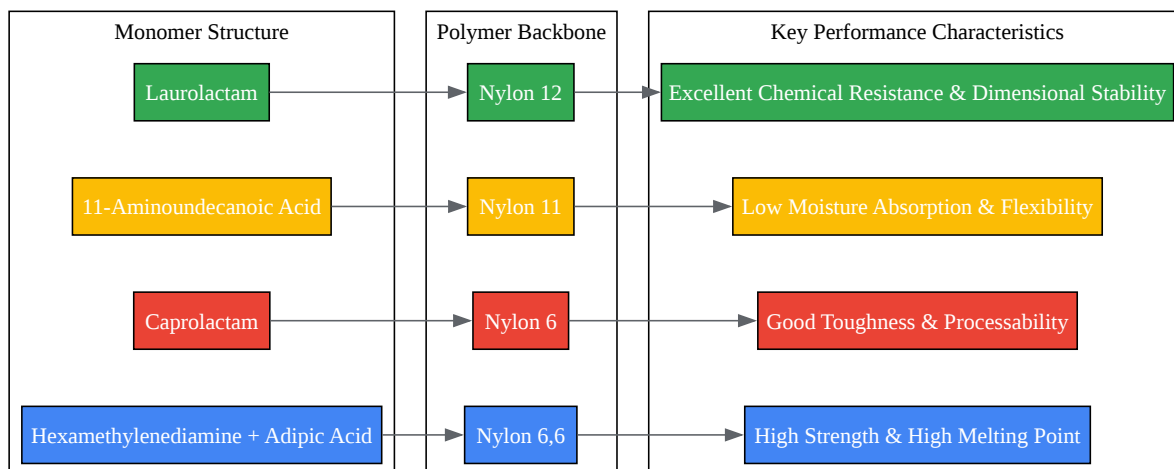 Monomer Structure
Polymer Backbone
Key Performance Characteristics
Laurolactam
Nylon 12
Excellent Chemical Resistance & Dimensional Stability
11-Aminoundecanoic Acid
Nylon 11
Low Moisture Absorption & Flexibility
Caprolactam
Nylon 6
Good Toughness & Processability
Hexamethylenediamine + Adipic Acid
Nylon 6,6
High Strength & High Melting Point